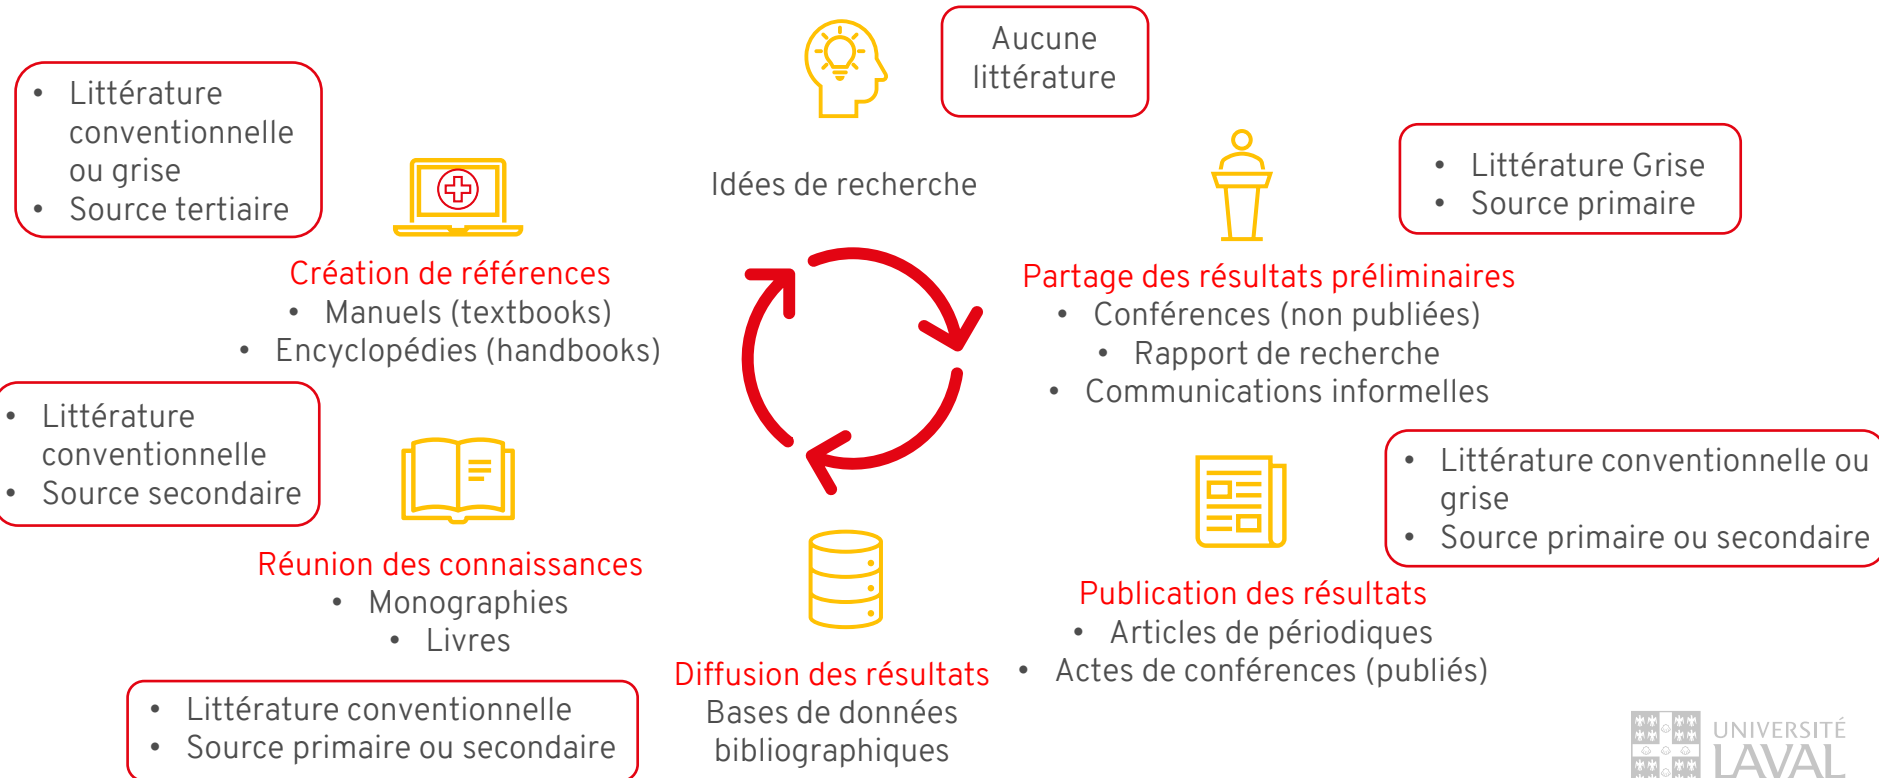 Aucune
littérature
Idées de recherche
• Littérature Grise
• Source primaire
Partage des résultats préliminaires
• Conférences (non publiées)
• Rapport de recherche
• Communications informelles
• Littérature conventionnelle ou
grise
• Source primaire ou secondaire
Publication des résultats
• Articles de périodiques
• Actes de conférences (publiés)
Diffusion des résultats
Bases de données
bibliographiques
• Littérature conventionnelle
• Source primaire ou secondaire
• Littérature
conventionnelle
• Source secondaire
Réunion des connaissances
• Monographies
• Livres
• Littérature
conventionnelle
ou grise
• Source tertiaire
Création de références
• Manuels (textbooks)
• Encyclopédies (handbooks)
UNIVERSITÉ
LAVAL